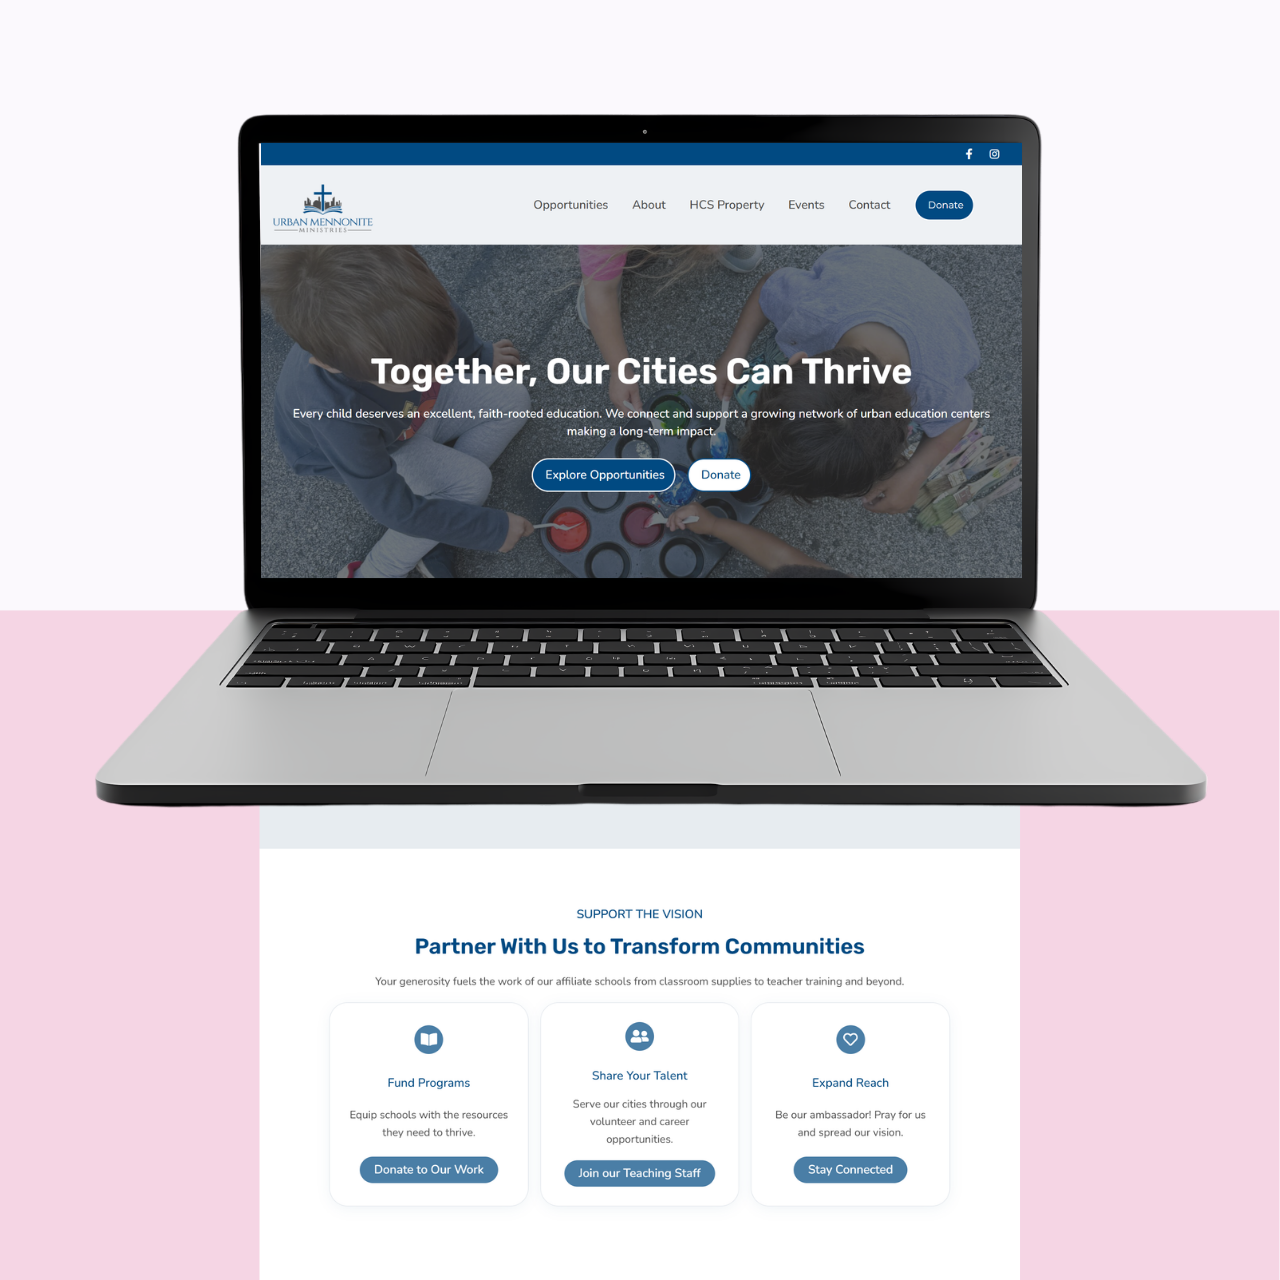 URBAN MENNONITE
MINISTRIES
Opportunities About HCS Property Events Contact Donate
Together, Our Cities Can Thrive
Every child deserves an excellent, faith-rooted education. We connect and support a growing network of urban education centers
making a long-term impact.
Explore Opportunities Donate
SUPPORT THE VISION
Partner With Us to Transform Communities
Your generosity fuels the work of our affiliate schools from classroom supplies to teacher training and beyond.
Fund Programs
Equip schools with the resources
they need to thrive.
Donate to Our Work
Share Your Talent
Serve our cities through our
volunteer and career
opportunities.
Join our Teaching Staff
Expand Reach
Be our ambassador! Pray for us
and spread our vision.
Stay Connected